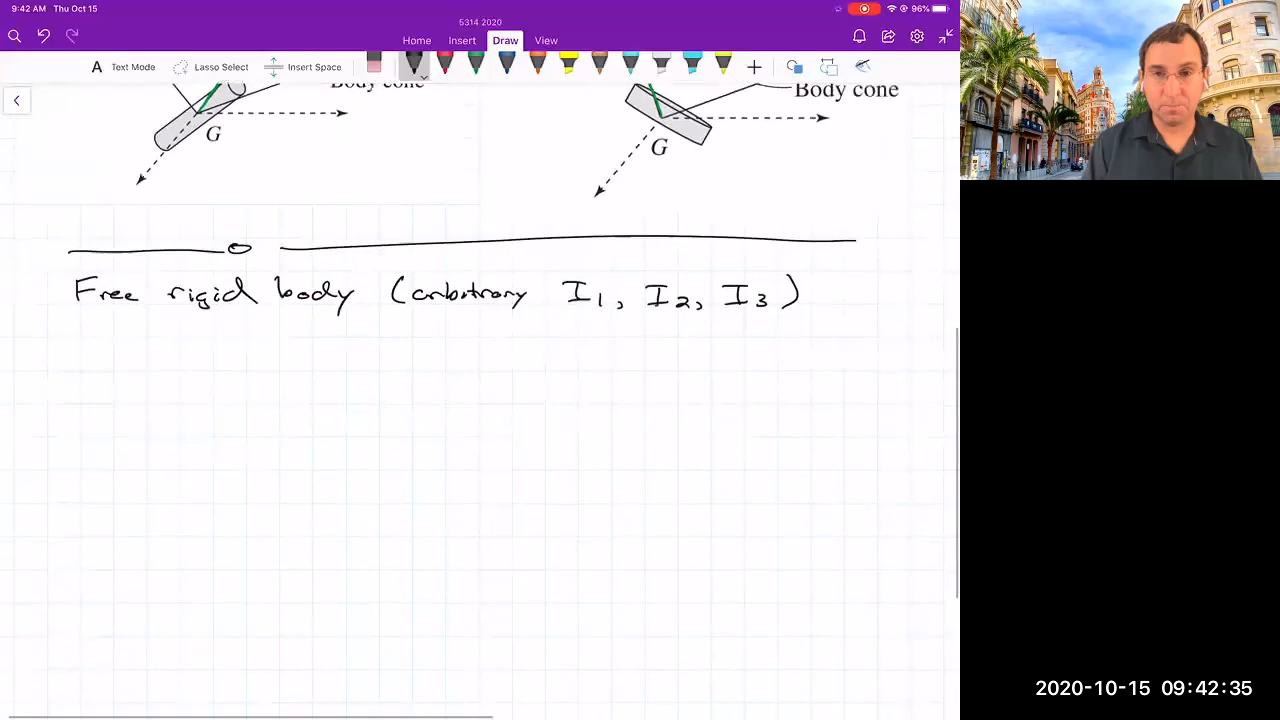 9:42 AM Thu Oct 15
96%
5314 2020
Home Insert Draw View
A Text Mode Lasso Select Insert Space
Body cone
Body cone
G
G
Free rigid body (arbitrary I1, I2, I3)
2020-10-15 09:42:35